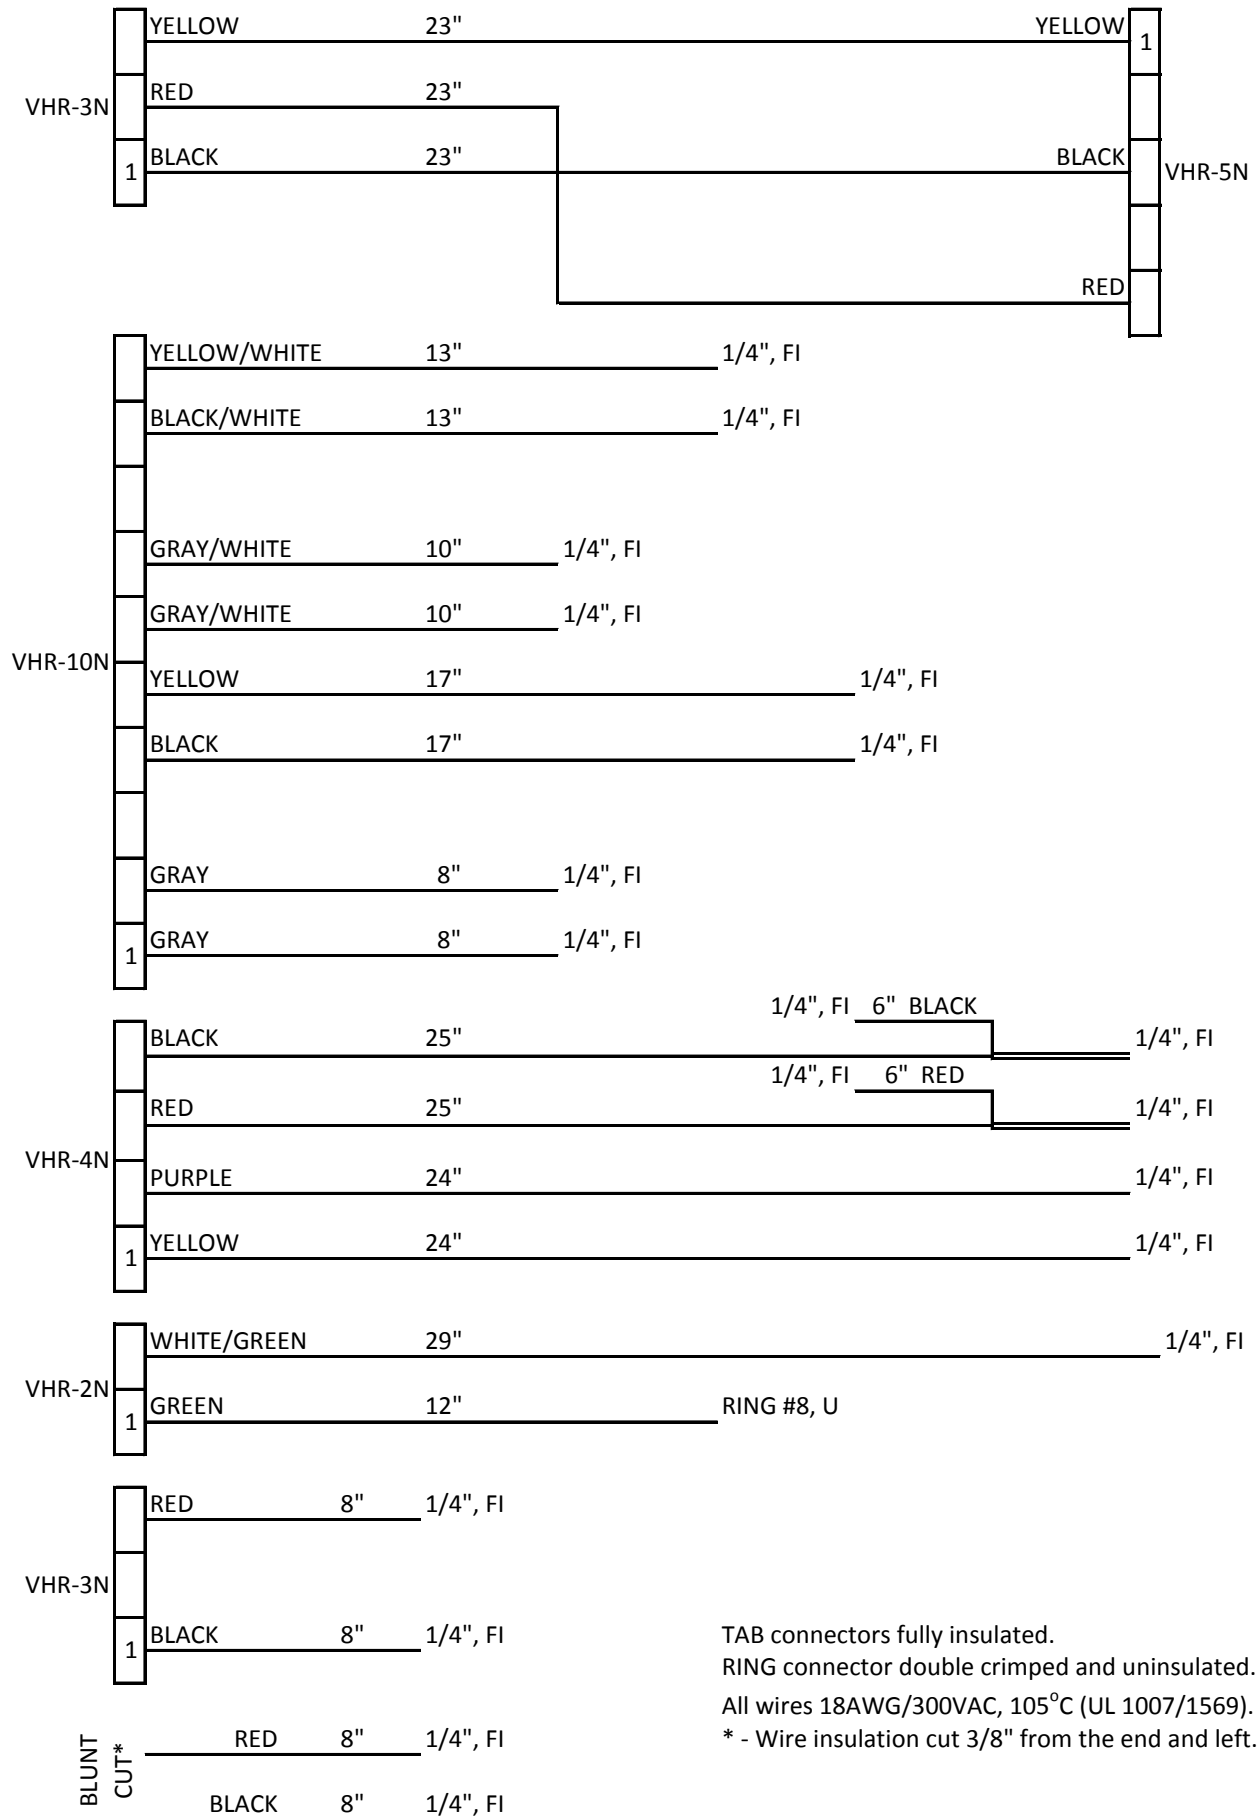 YELLOW 23" YELLOW 1
VHR-3N RED 23"
1 BLACK 23" BLACK VHR-5N
RED
YELLOW/WHITE 13" 1/4", FI
BLACK/WHITE 13" 1/4", FI
GRAY/WHITE 10" 1/4", FI
GRAY/WHITE 10" 1/4", FI
VHR-10N
YELLOW 17" 1/4", FI
BLACK 17" 1/4", FI
GRAY 8" 1/4", FI
1 GRAY 8" 1/4", FI
1/4", FI 6" BLACK
BLACK 25" 1/4", FI
1/4", FI 6" RED
RED 25" 1/4", FI
VHR-4N
PURPLE 24" 1/4", FI
1 YELLOW 24" 1/4", FI
WHITE/GREEN 29" 1/4", FI
VHR-2N
1 GREEN 12" RING #8, U
RED 8" 1/4", FI
VHR-3N
1 BLACK 8" 1/4", FI
TAB connectors fully insulated.
RING connector double crimped and uninsulated.
All wires 18AWG/300VAC, 105°C (UL 1007/1569).
* - Wire insulation cut 3/8" from the end and left.
BLUNT
CUT*
RED 8" 1/4", FI
BLACK 8" 1/4", FI